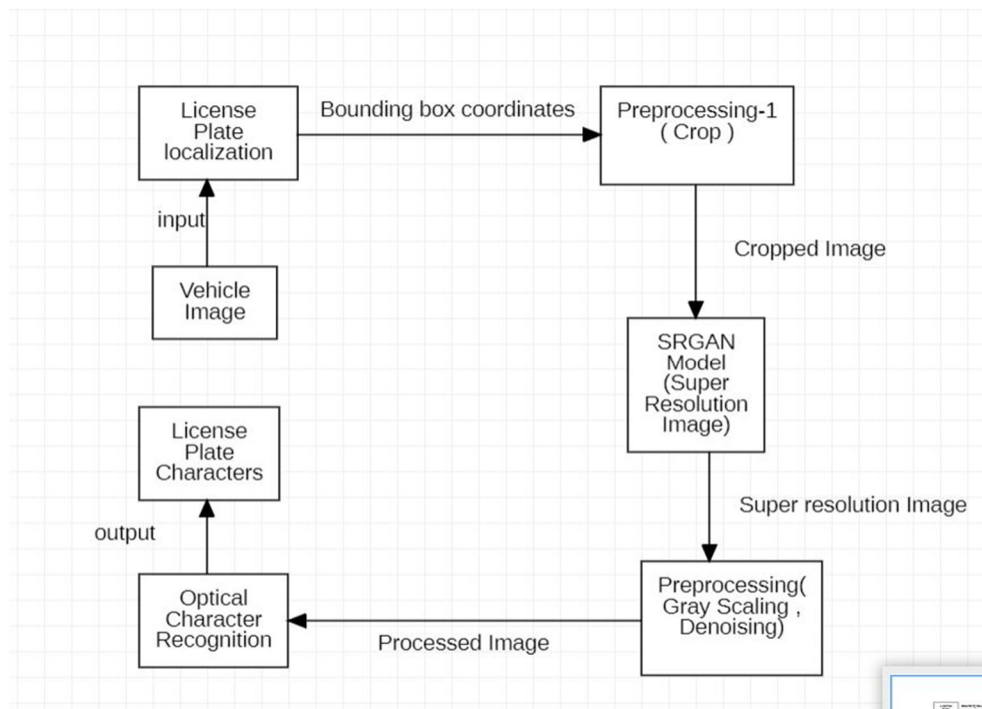 License
Plate
localization
Bounding box coordinates
Preprocessing-1
( Crop )
input
Vehicle
Image
Cropped Image
SRGAN
Model
(Super
Resolution
Image)
License
Plate
Characters
Super resolution Image
output
Optical
Character
Recognition
Processed Image
Preprocessing(
Gray Scaling ,
Denoising)